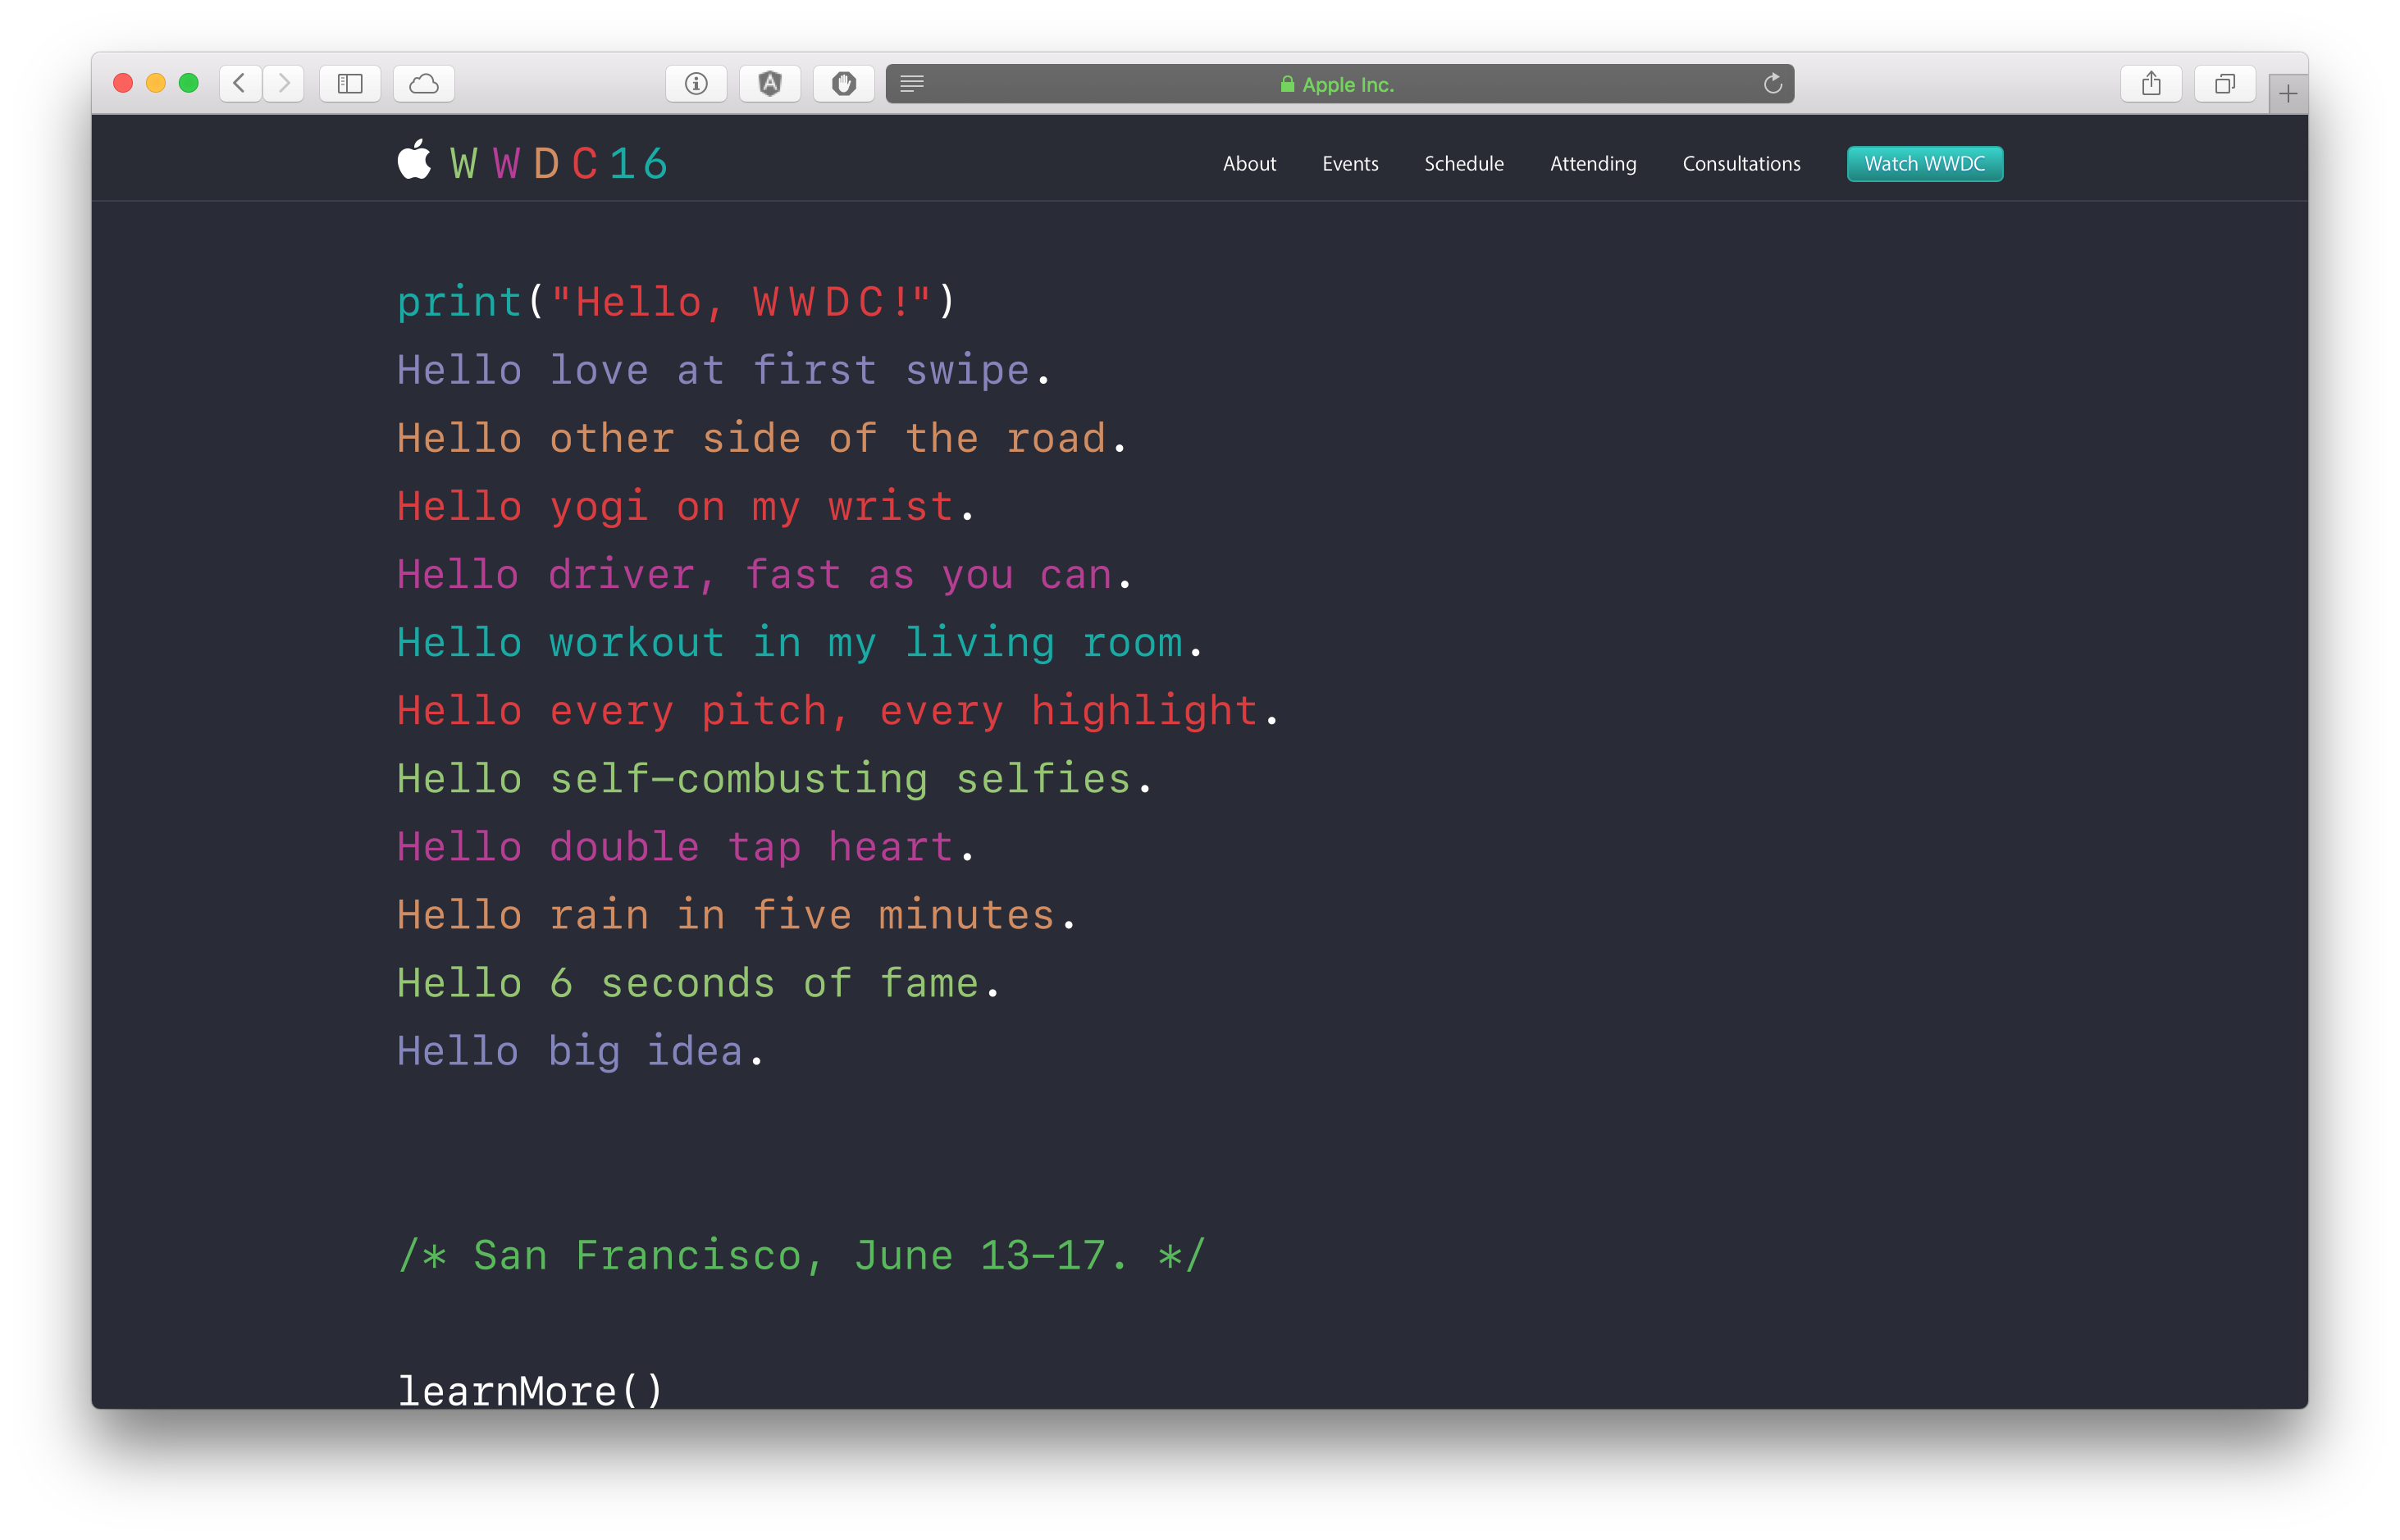 Apple Inc.
WWDC16
About Events Schedule Attending Consultations Watch WWDC
print("Hello, WWDC!")
Hello love at first swipe.
Hello other side of the road.
Hello yogi on my wrist.
Hello driver, fast as you can.
Hello workout in my living room.
Hello every pitch, every highlight.
Hello self-combusting selfies.
Hello double tap heart.
Hello rain in five minutes.
Hello 6 seconds of fame.
Hello big idea.
/* San Francisco, June 13-17. */
learnMore()